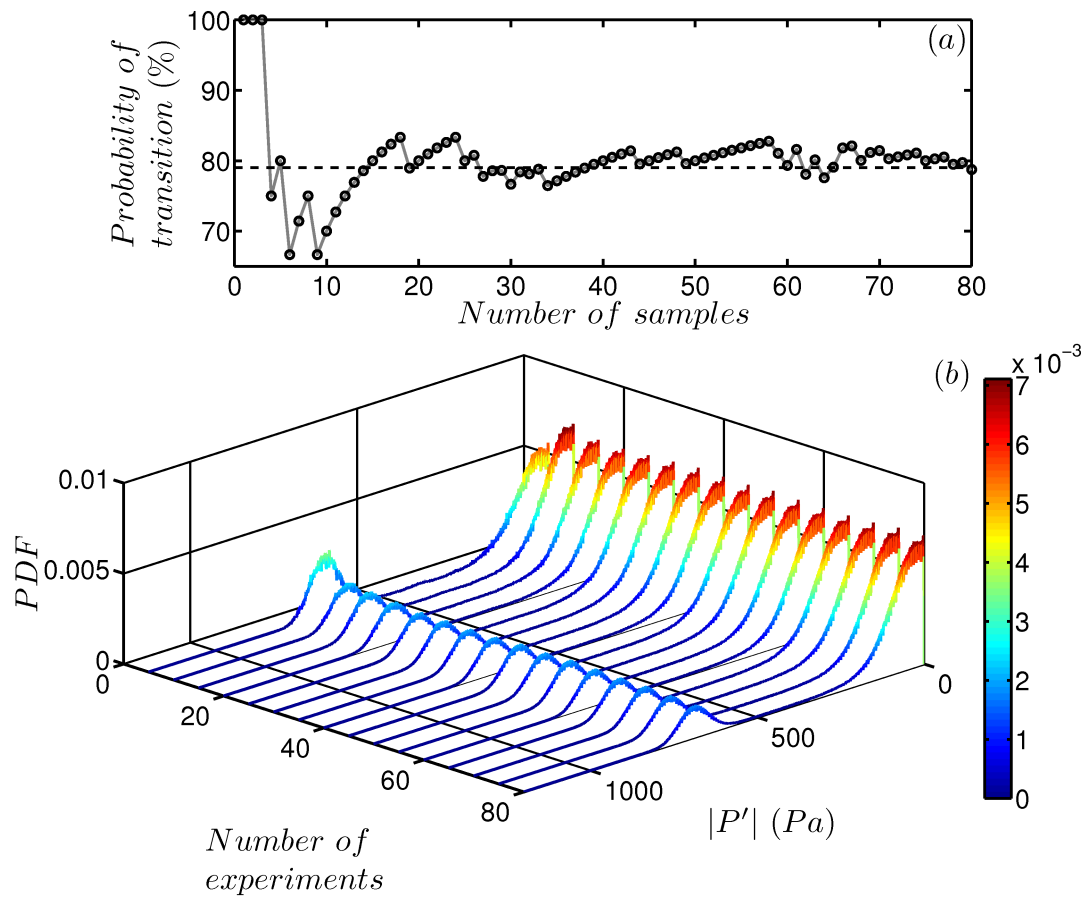 (a)
Probability of
transition (%)
100
90
80
70
0 10 20 30 40 50 60 70 80
Number of samples
(b)
x 10⁻³
7
6
5
4
3
2
1
0
PDF
0.01
0.005
0
0
20
40
60
80
Number of
experiments
0
500
1000
|P′| (Pa)